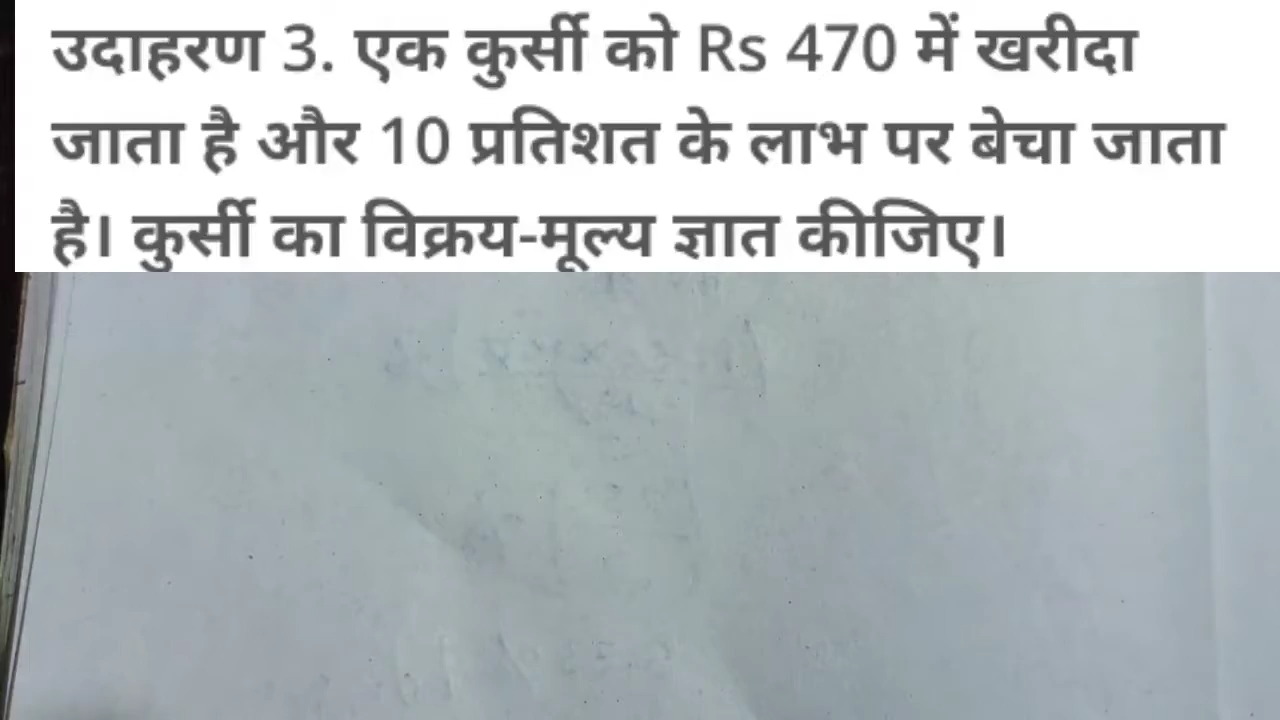 उदाहरण 3. एक कुर्सी को Rs 470 में खरीदा
जाता है और 10 प्रतिशत के लाभ पर बेचा जाता
है। कुर्सी का विक्रय-मूल्य ज्ञात कीजिए।